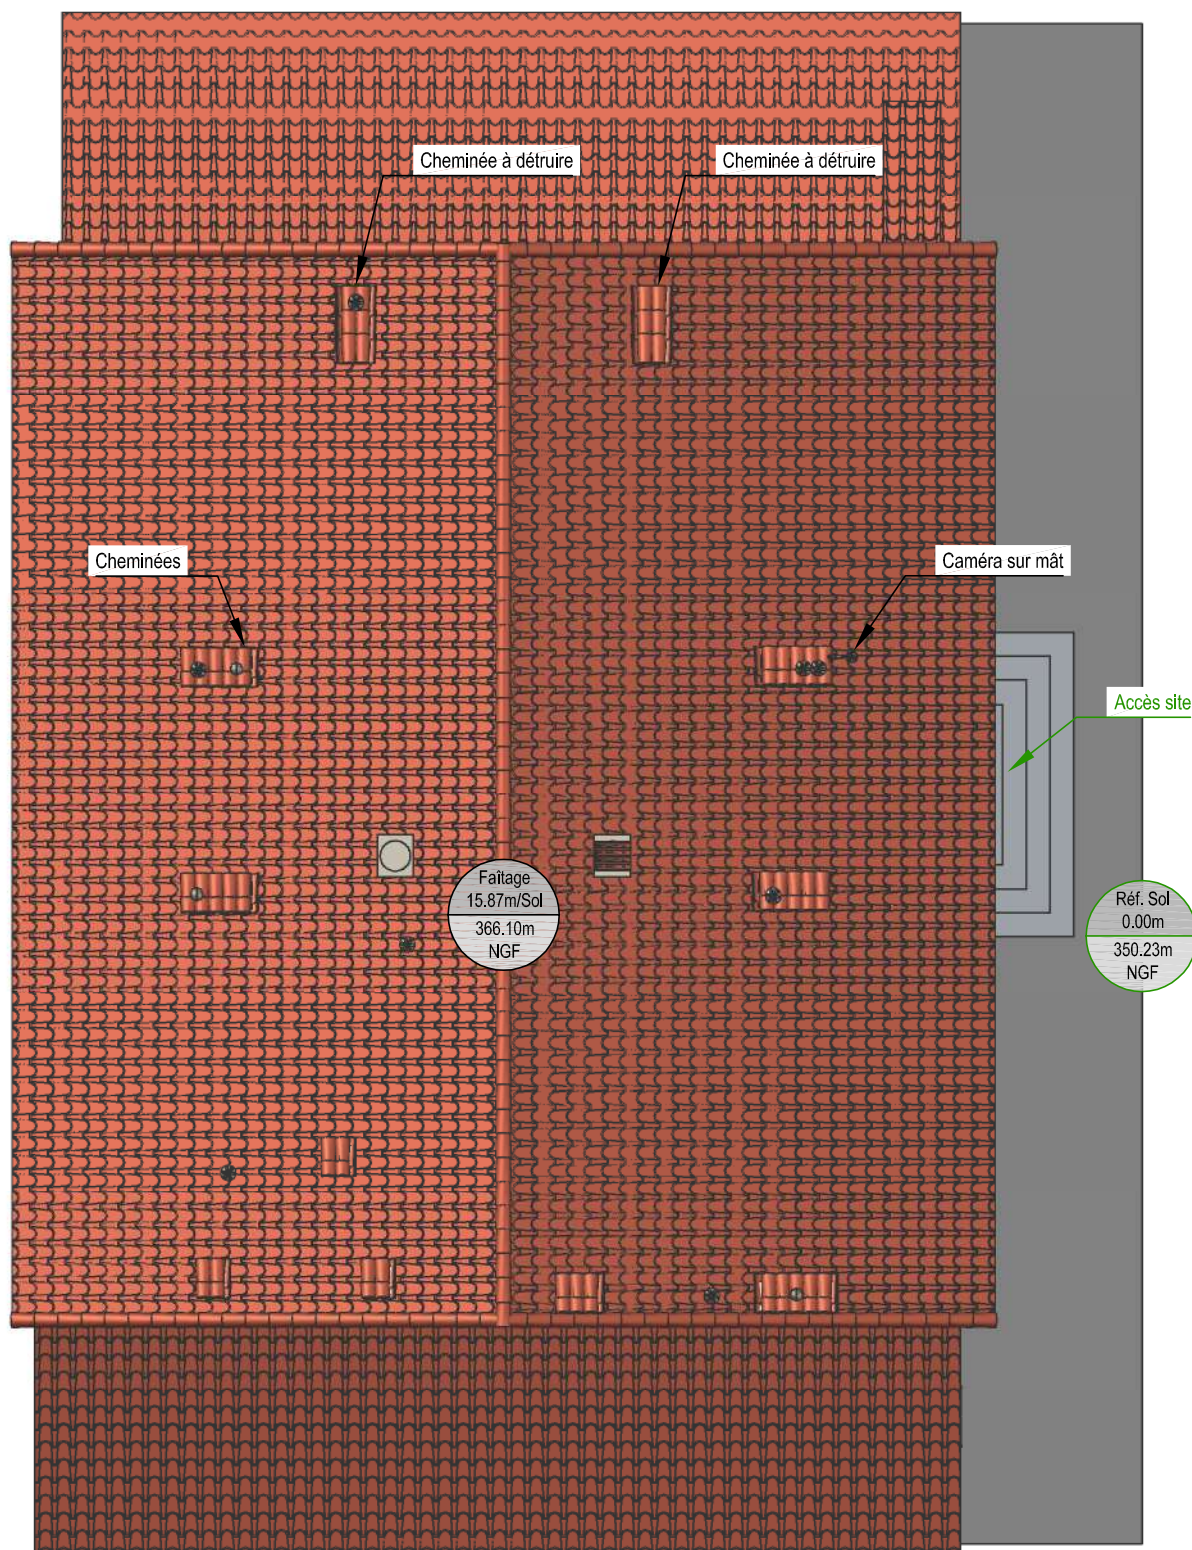 Cheminée à détruire
Cheminée à détruire
Cheminées
Caméra sur mât
Accès site
Faîtage
15.87m/Sol
366.10m
NGF
Réf. Sol
0.00m
350.23m
NGF